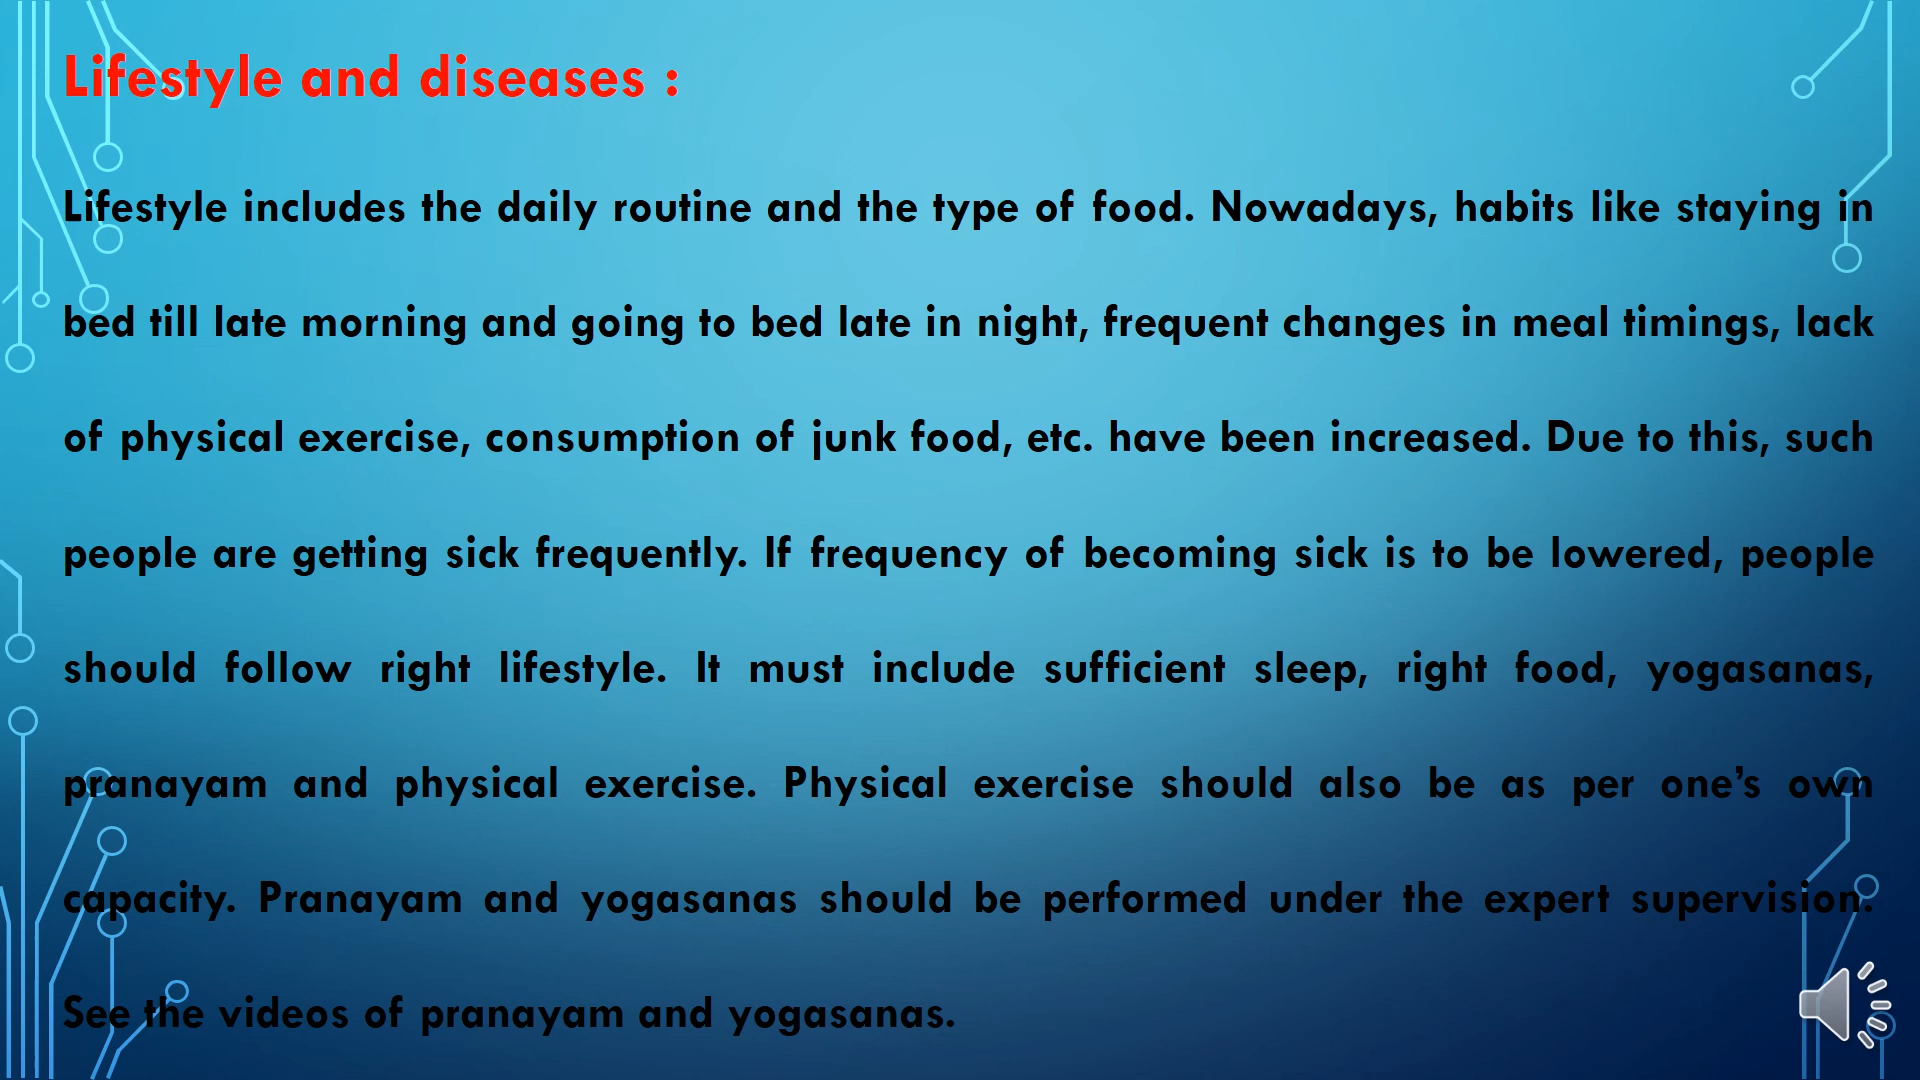 Lifestyle and diseases :
Lifestyle includes the daily routine and the type of food. Nowadays, habits like staying in
bed till late morning and going to bed late in night, frequent changes in meal timings, lack
of physical exercise, consumption of junk food, etc. have been increased. Due to this, such
people are getting sick frequently. If frequency of becoming sick is to be lowered, people
should follow right lifestyle. It must include sufficient sleep, right food, yogasanas,
pranayam and physical exercise. Physical exercise should also be as per one’s own
capacity. Pranayam and yogasanas should be performed under the expert supervision.
See the videos of pranayam and yogasanas.